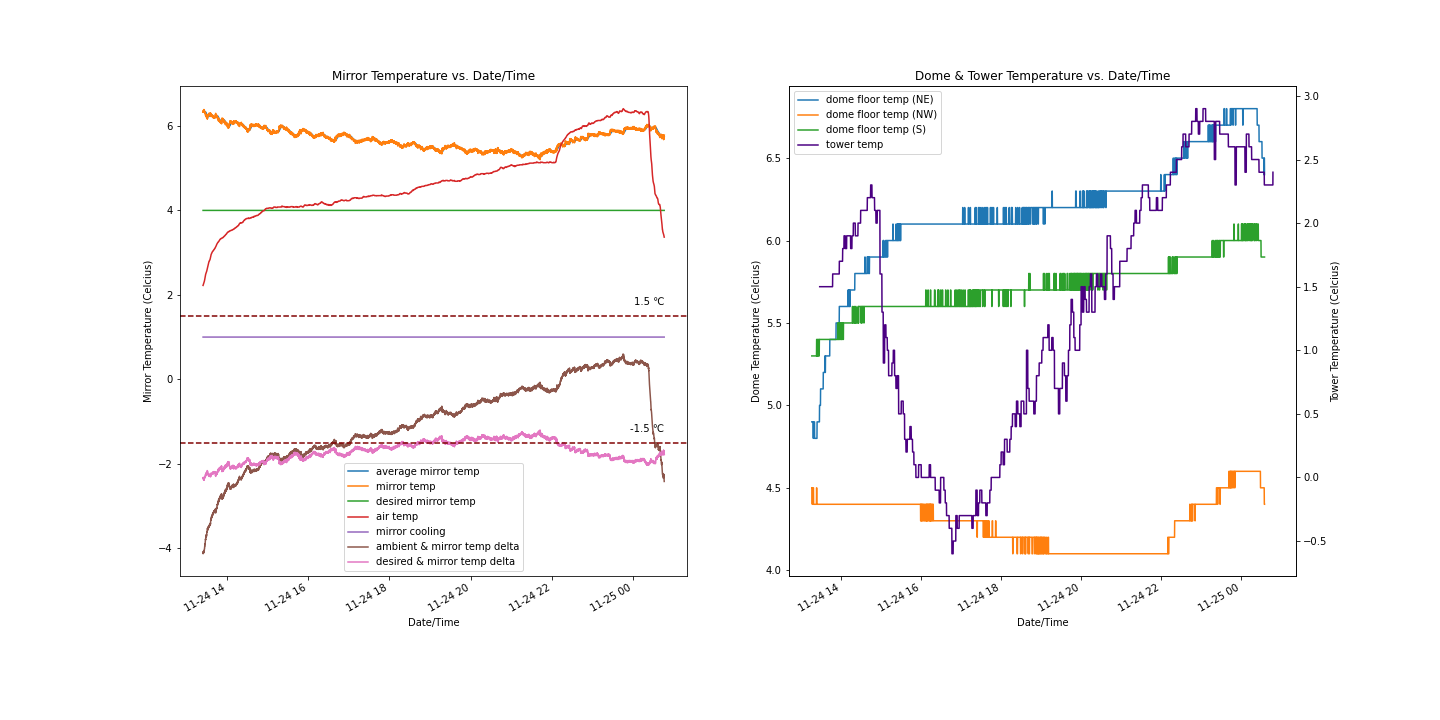 Mirror Temperature vs. Date/Time
Mirror Temperature (Celcius)
6
4
2
0
−2
−4
1.5 °C
-1.5 °C
average mirror temp
mirror temp
desired mirror temp
air temp
mirror cooling
ambient & mirror temp delta
desired & mirror temp delta
11-24 14
11-24 16
11-24 18
11-24 20
11-24 22
11-25 00
Date/Time
Dome & Tower Temperature vs. Date/Time
Dome Temperature (Celcius)
6.5
6.0
5.5
5.0
4.5
4.0
dome floor temp (NE)
dome floor temp (NW)
dome floor temp (S)
tower temp
3.0
2.5
2.0
1.5
1.0
0.5
0.0
−0.5
Tower Temperature (Celcius)
11-24 14
11-24 16
11-24 18
11-24 20
11-24 22
11-25 00
Date/Time